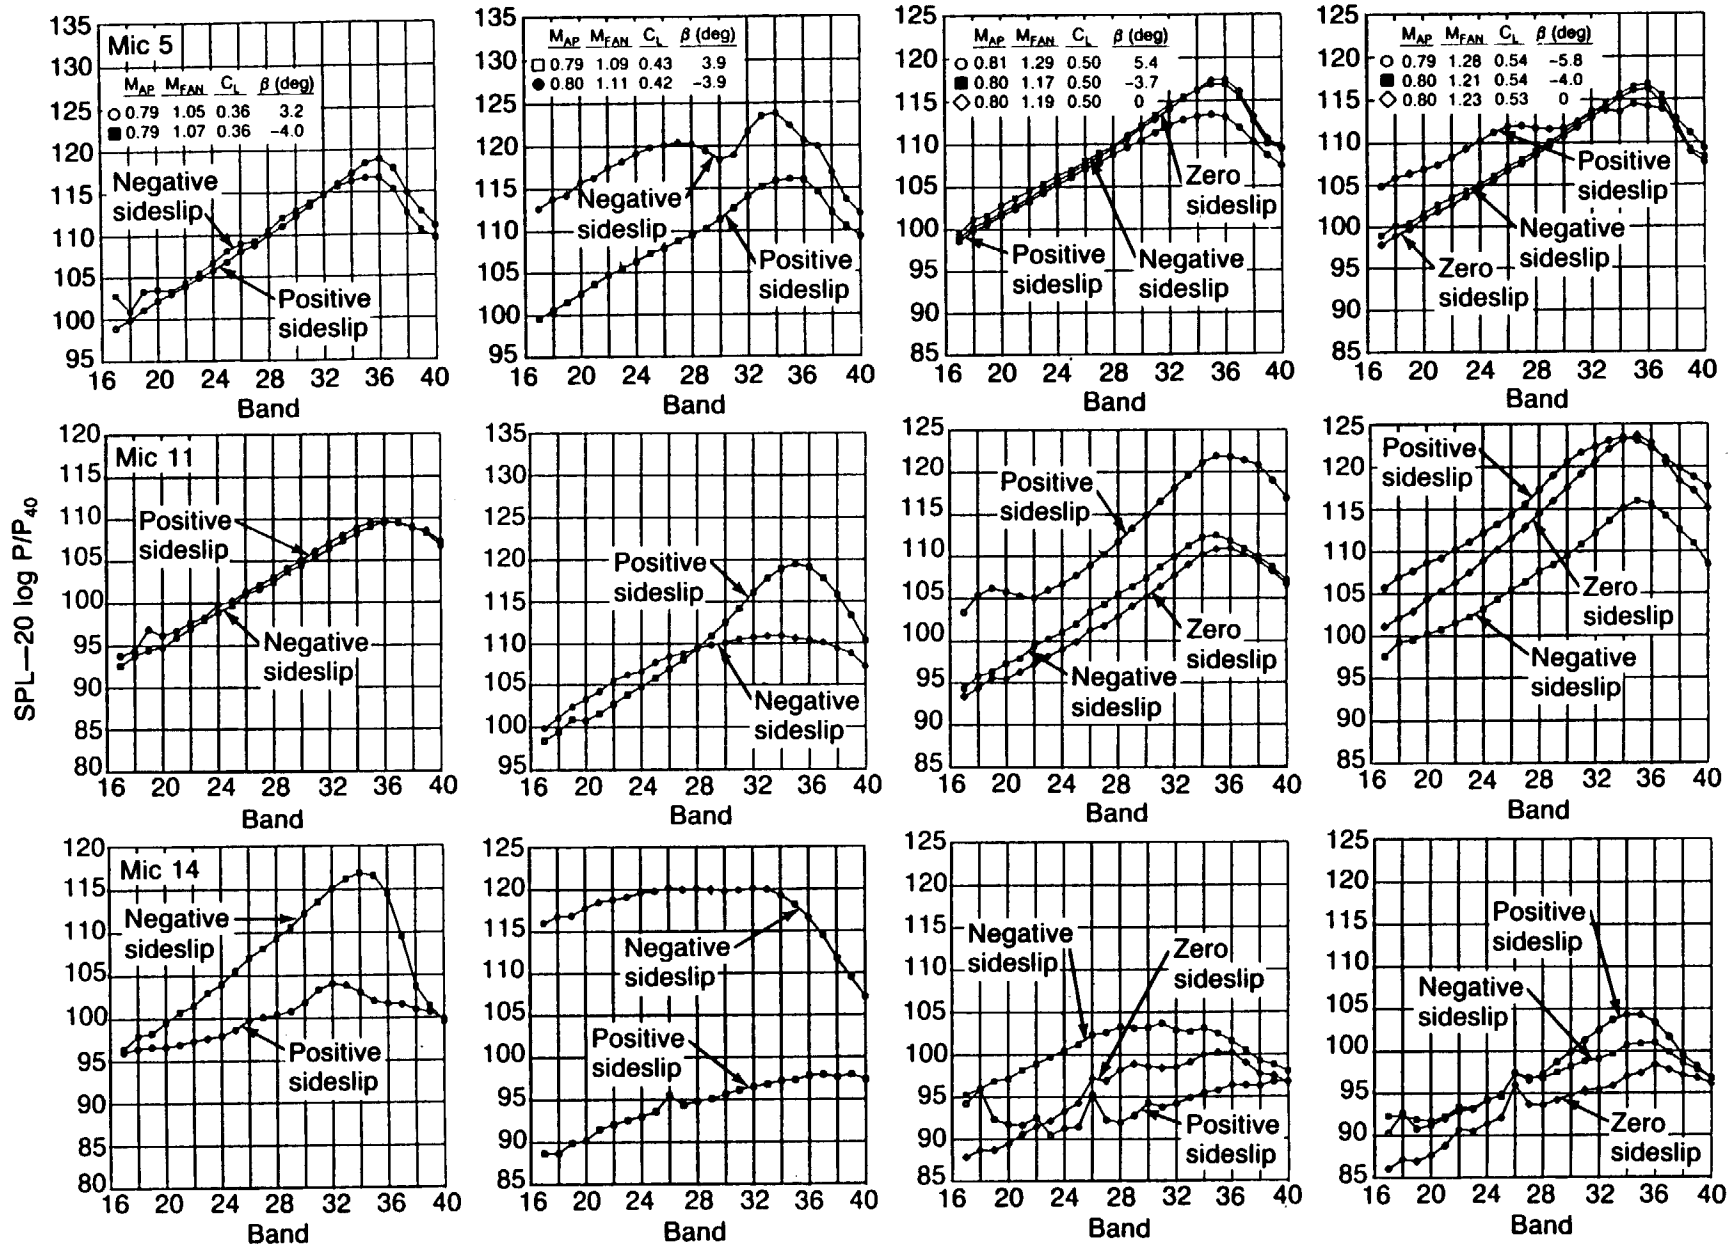 Mic 5
M_AP M_FAN C_L β (deg)
○ 0.79 1.05 0.36 3.2
■ 0.79 1.07 0.36 −4.0
Negative
sideslip
Positive
sideslip
135
130
125
120
115
110
105
100
95
16 20 24 28 32 36 40
Band
M_AP M_FAN C_L β (deg)
□ 0.79 1.09 0.43 3.9
● 0.80 1.11 0.42 −3.9
Negative
sideslip
Positive
sideslip
135
130
125
120
115
110
105
100
95
16 20 24 28 32 36 40
Band
M_AP M_FAN C_L β (deg)
○ 0.81 1.29 0.50 5.4
■ 0.80 1.17 0.50 −3.7
◇ 0.80 1.19 0.50 0
Zero
sideslip
Positive
sideslip
Negative
sideslip
125
120
115
110
105
100
95
90
85
16 20 24 28 32 36 40
Band
M_AP M_FAN C_L β (deg)
○ 0.79 1.28 0.54 −5.8
■ 0.80 1.21 0.54 −4.0
◇ 0.80 1.23 0.53 0
Positive
sideslip
Negative
sideslip
Zero
sideslip
125
120
115
110
105
100
95
90
85
16 20 24 28 32 36 40
Band
SPL—20 log P/P40
Mic 11
Positive
sideslip
Negative
sideslip
120
115
110
105
100
95
90
85
80
16 20 24 28 32 36 40
Band
Positive
sideslip
Negative
sideslip
135
130
125
120
115
110
105
100
95
16 20 24 28 32 36 40
Band
Positive
sideslip
Zero
sideslip
Negative
sideslip
125
120
115
110
105
100
95
90
85
16 20 24 28 32 36 40
Band
Positive
sideslip
Zero
sideslip
Negative
sideslip
125
120
115
110
105
100
95
90
85
16 20 24 28 32 36 40
Band
Mic 14
Negative
sideslip
Positive
sideslip
120
115
110
105
100
95
90
85
80
16 20 24 28 32 36 40
Band
Negative
sideslip
Positive
sideslip
125
120
115
110
105
100
95
90
85
16 20 24 28 32 36 40
Band
Negative
sideslip
Zero
sideslip
Positive
sideslip
125
120
115
110
105
100
95
90
85
16 20 24 28 32 36 40
Band
Positive
sideslip
Negative
sideslip
Zero
sideslip
125
120
115
110
105
100
95
90
85
16 20 24 28 32 36 40
Band